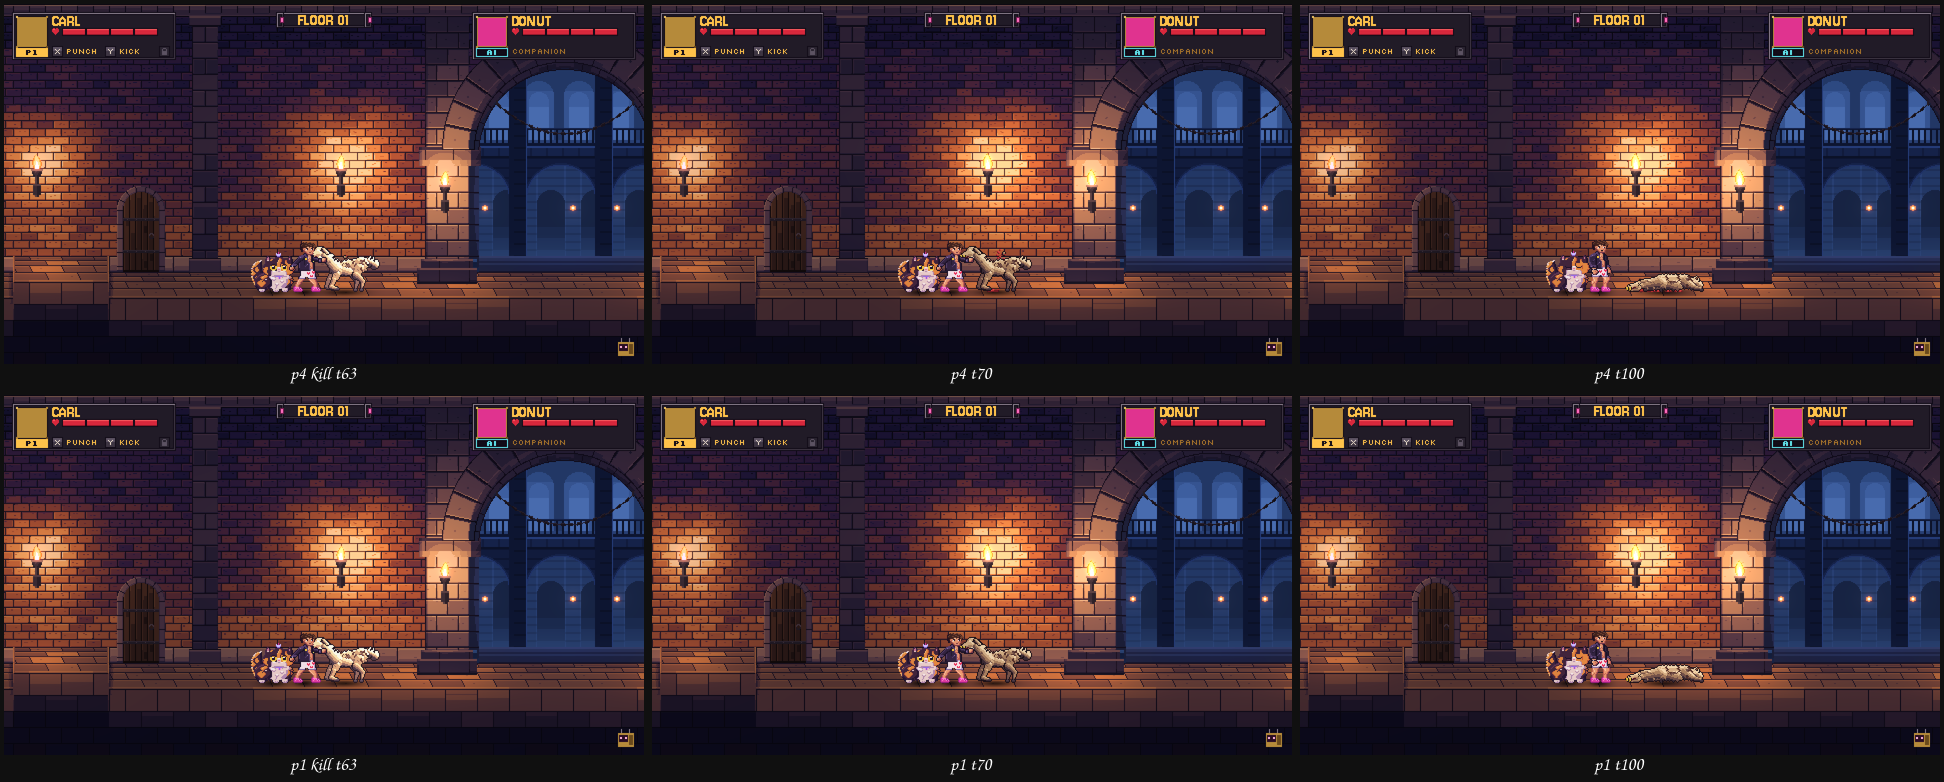 CARL
FLOOR 01
DONUT
P1
X PUNCH Y KICK
AI
COMPANION
CARL
FLOOR 01
DONUT
P1
X PUNCH Y KICK
AI
COMPANION
CARL
FLOOR 01
DONUT
P1
X PUNCH Y KICK
AI
COMPANION
p4 kill t63
p4 t70
p4 t100
CARL
FLOOR 01
DONUT
P1
X PUNCH Y KICK
AI
COMPANION
CARL
FLOOR 01
DONUT
P1
X PUNCH Y KICK
AI
COMPANION
CARL
FLOOR 01
DONUT
P1
X PUNCH Y KICK
AI
COMPANION
p1 kill t63
p1 t70
p1 t100